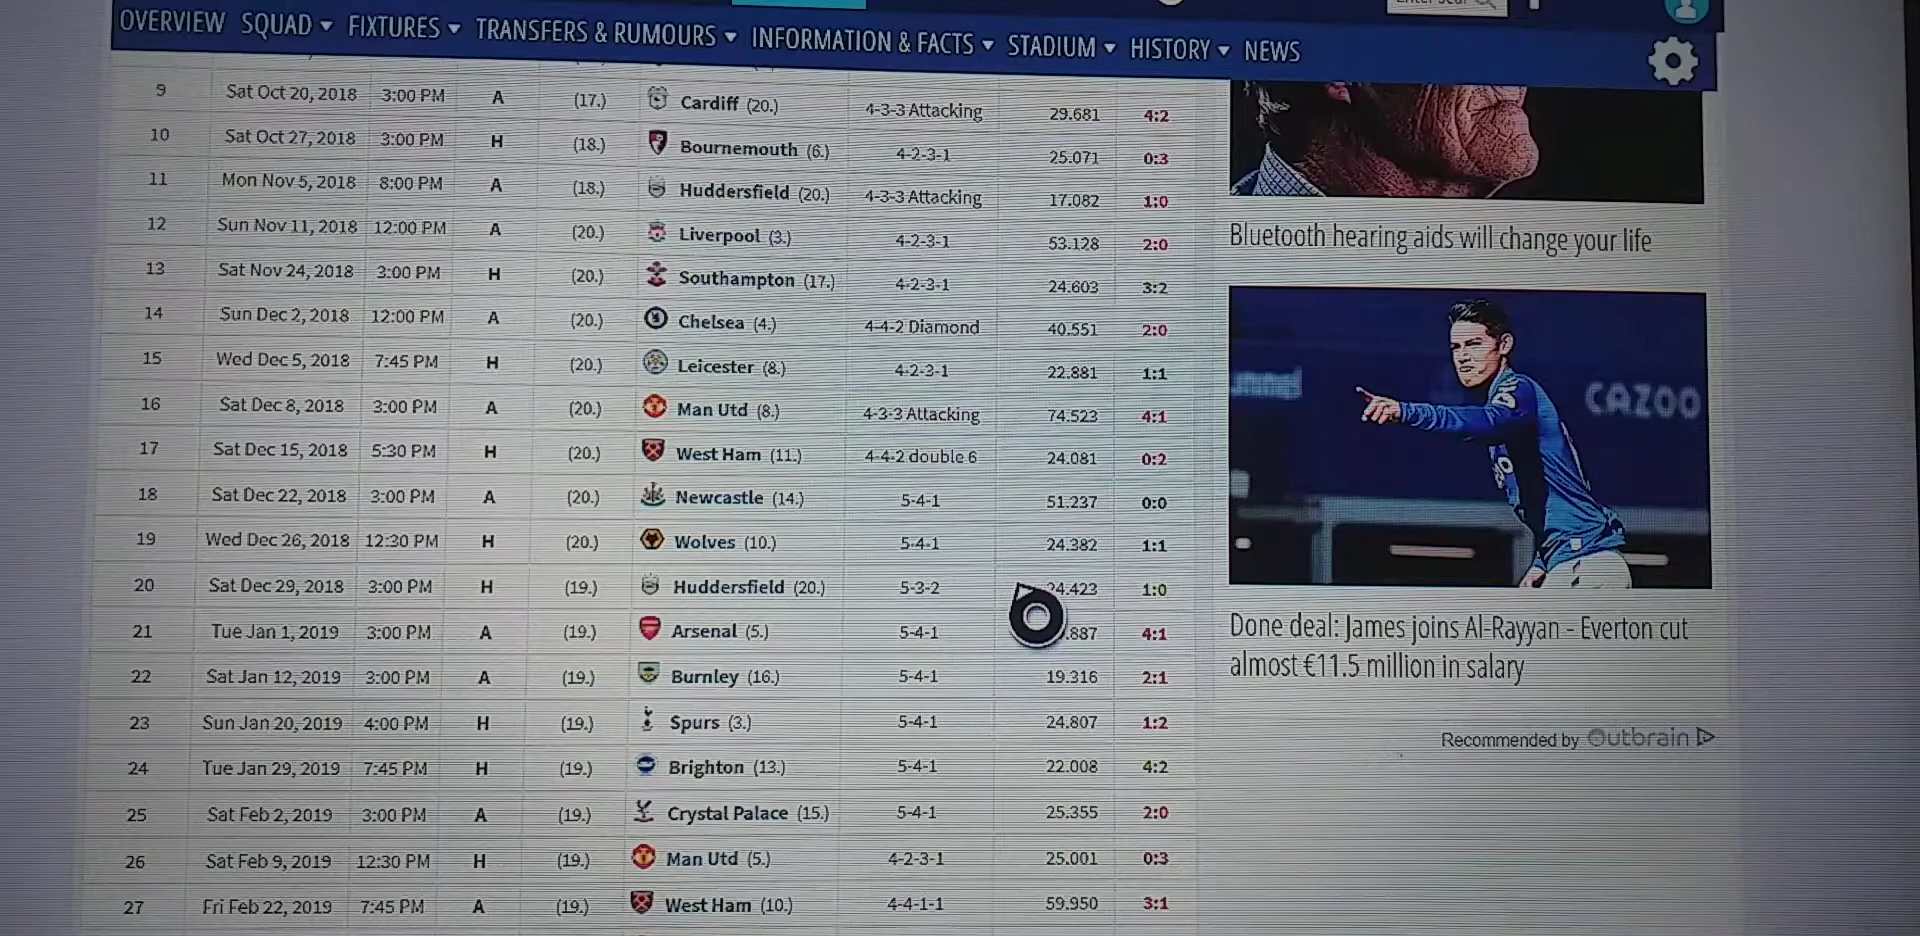 OVERVIEW SQUAD FIXTURES TRANSFERS & RUMOURS INFORMATION & FACTS STADIUM HISTORY NEWS
9 Sat Oct 20, 2018 3:00 PM A (17.) Cardiff (20.) 4-3-3 Attacking 29.681 4:2
10 Sat Oct 27, 2018 3:00 PM H (18.) Bournemouth (6.) 4-2-3-1 25.071 0:3
11 Mon Nov 5, 2018 8:00 PM A (18.) Huddersfield (20.) 4-3-3 Attacking 17.082 1:0
12 Sun Nov 11, 2018 12:00 PM A (20.) Liverpool (3.) 4-2-3-1 53.128 2:0
13 Sat Nov 24, 2018 3:00 PM H (20.) Southampton (17.) 4-2-3-1 24.603 3:2
14 Sun Dec 2, 2018 12:00 PM A (20.) Chelsea (4.) 4-4-2 Diamond 40.551 2:0
15 Wed Dec 5, 2018 7:45 PM H (20.) Leicester (8.) 4-2-3-1 22.881 1:1
16 Sat Dec 8, 2018 3:00 PM A (20.) Man Utd (8.) 4-3-3 Attacking 74.523 4:1
17 Sat Dec 15, 2018 5:30 PM H (20.) West Ham (11.) 4-4-2 double 6 24.081 0:2
18 Sat Dec 22, 2018 3:00 PM A (20.) Newcastle (14.) 5-4-1 51.237 0:0
19 Wed Dec 26, 2018 12:30 PM H (20.) Wolves (10.) 5-4-1 24.382 1:1
20 Sat Dec 29, 2018 3:00 PM H (19.) Huddersfield (20.) 5-3-2 24.423 1:0
21 Tue Jan 1, 2019 3:00 PM A (19.) Arsenal (5.) 5-4-1 .887 4:1
22 Sat Jan 12, 2019 3:00 PM A (19.) Burnley (16.) 5-4-1 19.316 2:1
23 Sun Jan 20, 2019 4:00 PM H (19.) Spurs (3.) 5-4-1 24.807 1:2
24 Tue Jan 29, 2019 7:45 PM H (19.) Brighton (13.) 5-4-1 22.008 4:2
25 Sat Feb 2, 2019 3:00 PM A (19.) Crystal Palace (15.) 5-4-1 25.355 2:0
26 Sat Feb 9, 2019 12:30 PM H (19.) Man Utd (5.) 4-2-3-1 25.001 0:3
27 Fri Feb 22, 2019 7:45 PM A (19.) West Ham (10.) 4-4-1-1 59.950 3:1
Bluetooth hearing aids will change your life
CAZOO
Done deal: James joins Al-Rayyan - Everton cut
almost €11.5 million in salary
Recommended by Outbrain